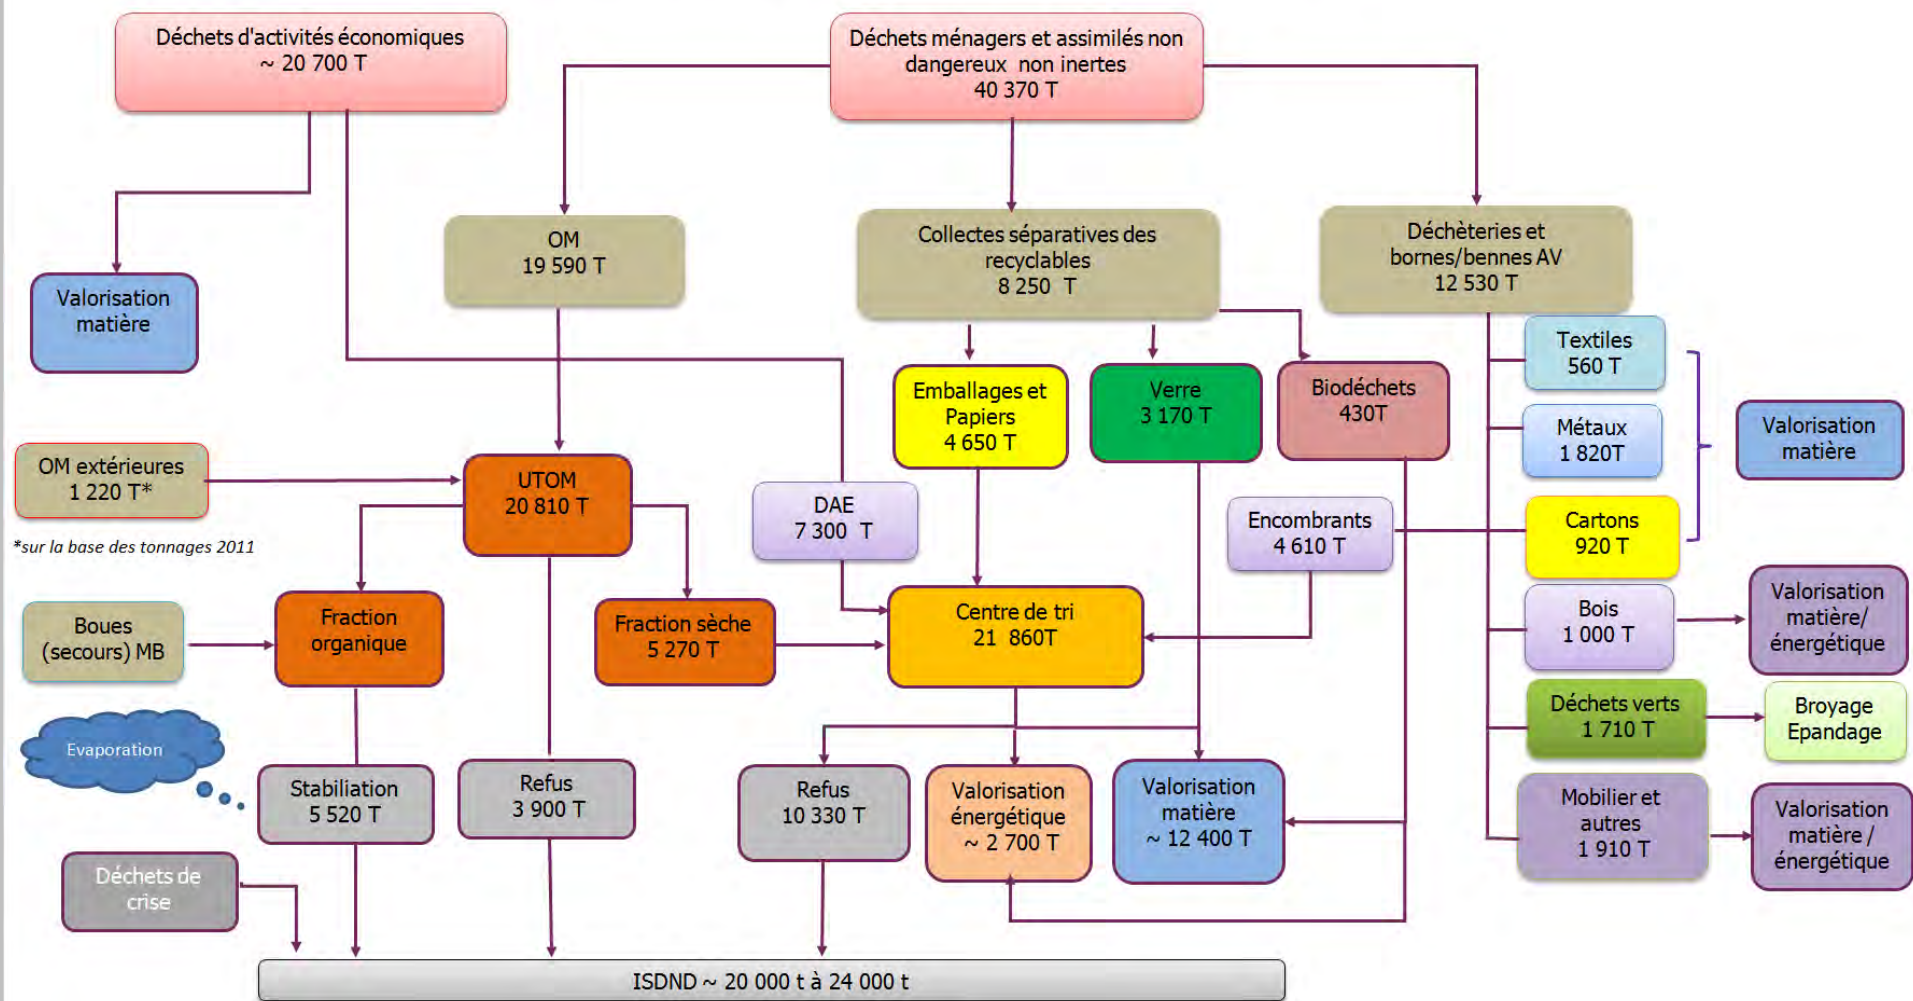 Déchets d'activités économiques
~ 20 700 T
Déchets ménagers et assimilés non
dangereux non inertes
40 370 T
OM
19 590 T
Collectes séparatives des
recyclables
8 250 T
Déchèteries et
bornes/bennes AV
12 530 T
Valorisation
matière
Textiles
560 T
Emballages et
Papiers
4 650 T
Verre
3 170 T
Biodéchets
430T
Métaux
1 820T
Valorisation
matière
OM extérieures
1 220 T*
UTOM
20 810 T
DAE
7 300 T
Encombrants
4 610 T
Cartons
920 T
*sur la base des tonnages 2011
Boues
(secours) MB
Fraction
organique
Fraction sèche
5 270 T
Centre de tri
21 860T
Bois
1 000 T
Valorisation
matière/
énergétique
Déchets verts
1 710 T
Broyage
Epandage
Evaporation
Stabiliation
5 520 T
Refus
3 900 T
Refus
10 330 T
Valorisation
énergétique
~ 2 700 T
Valorisation
matière
~ 12 400 T
Mobilier et
autres
1 910 T
Valorisation
matière /
énergétique
Déchets de
crise
ISDND ~ 20 000 t à 24 000 t